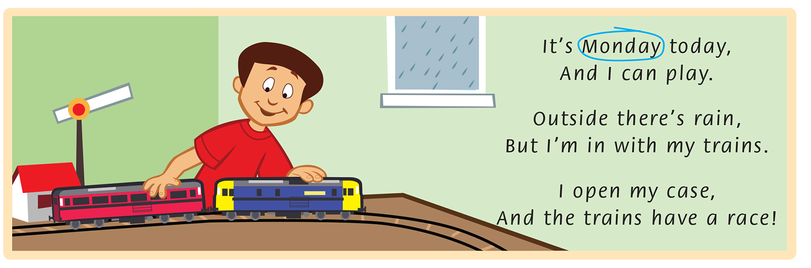 It's Monday today,
And I can play.
Outside there's rain,
But I'm in with my trains.
I open my case,
And the trains have a race!